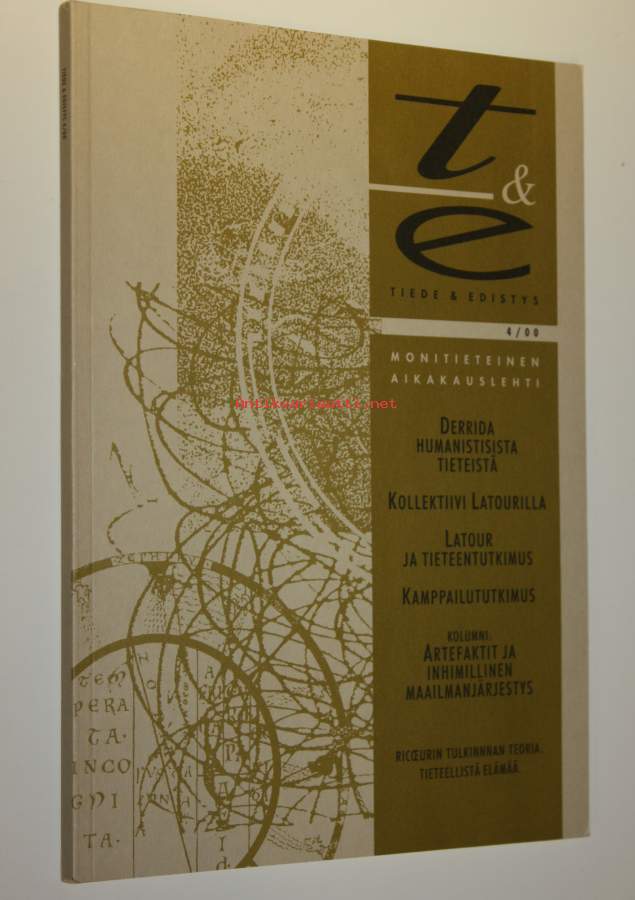 t
&
e
TIEDE & EDISTYS
4/00
MONITIETEINEN
AIKAKAUSLEHTI
DERRIDA
HUMANISTISISTA
TIETEISTÄ
KOLLEKTIIVI LATOURILLA
LATOUR
JA TIETEENTUTKIMUS
KAMPPAILUTUTKIMUS
KOLUMNI:
ARTEFAKTIT JA
INHIMILLINEN
MAAILMANJÄRJESTYS
RICŒURIN TULKINNNAN TEORIA.
TIETEELLISTÄ ELÄMÄÄ.
Antikvariaatti.net
TEM
PERA
TA·
INCO
GNI
TA·